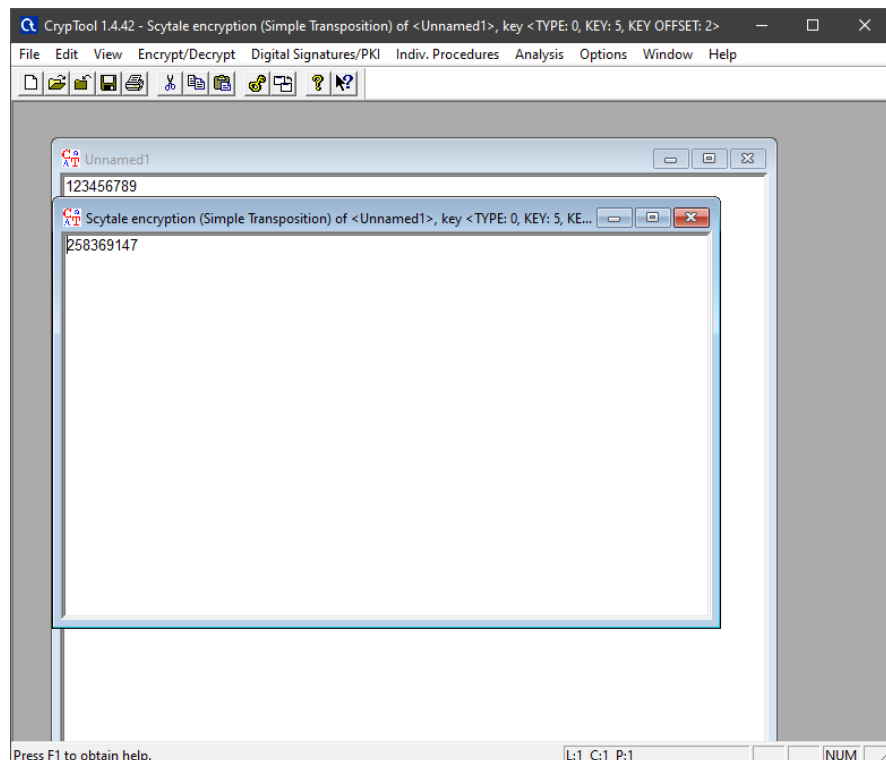 CrypTool 1.4.42 - Scytale encryption (Simple Transposition) of <Unnamed1>, key <TYPE: 0, KEY: 5, KEY OFFSET: 2>
File Edit View Encrypt/Decrypt Digital Signatures/PKI Indiv. Procedures Analysis Options Window Help
Unnamed1
123456789
Scytale encryption (Simple Transposition) of <Unnamed1>, key <TYPE: 0, KEY: 5, KE...
258369147
Press F1 to obtain help. L:1 C:1 P:1 NUM